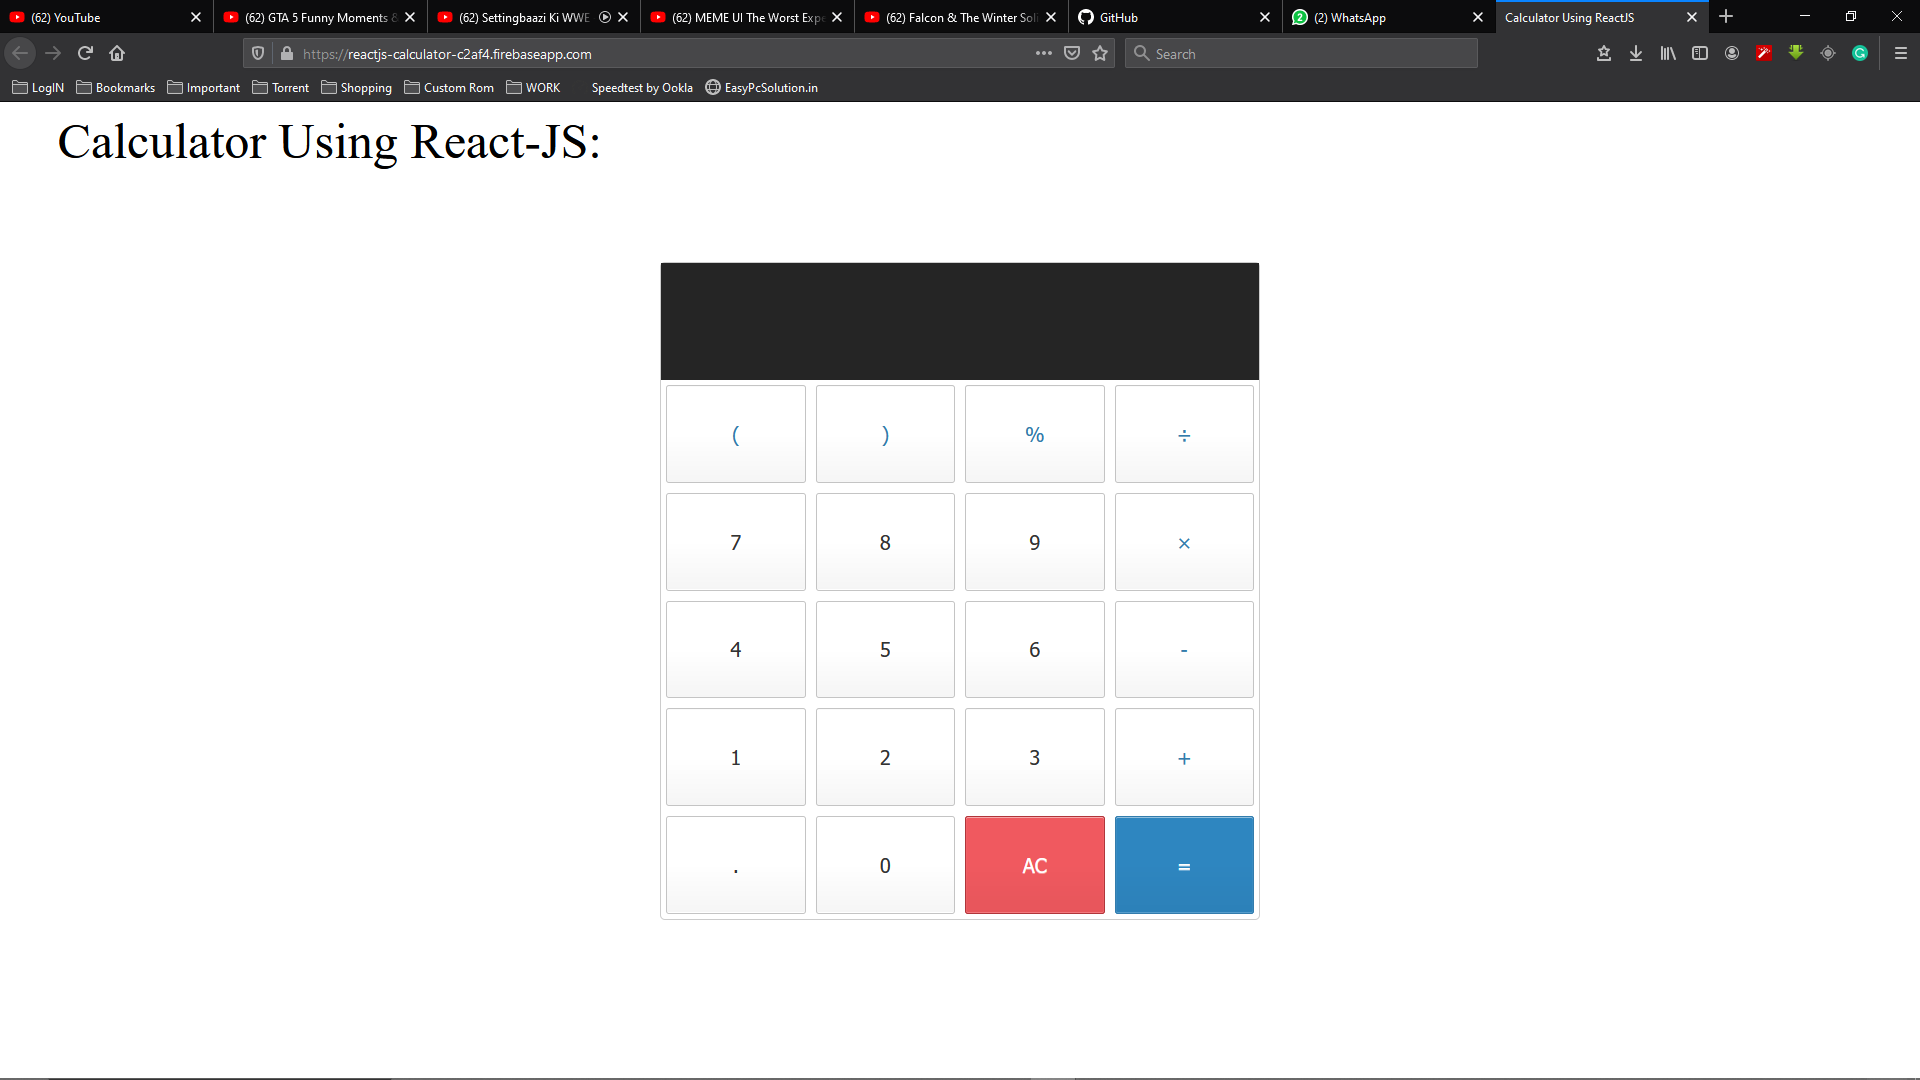 (62) YouTube
(62) GTA 5 Funny Moments &
(62) Settingbaazi Ki WWE
(62) MEME UI The Worst Expe
(62) Falcon & The Winter Sol
GitHub
2 (2) WhatsApp
Calculator Using ReactJS
https://reactjs-calculator-c2af4.firebaseapp.com
Search
LogIN Bookmarks Important Torrent Shopping Custom Rom WORK Speedtest by Ookla EasyPcSolution.in
Calculator Using React-JS:
( ) % ÷
7 8 9 ×
4 5 6 -
1 2 3 +
. 0 AC =